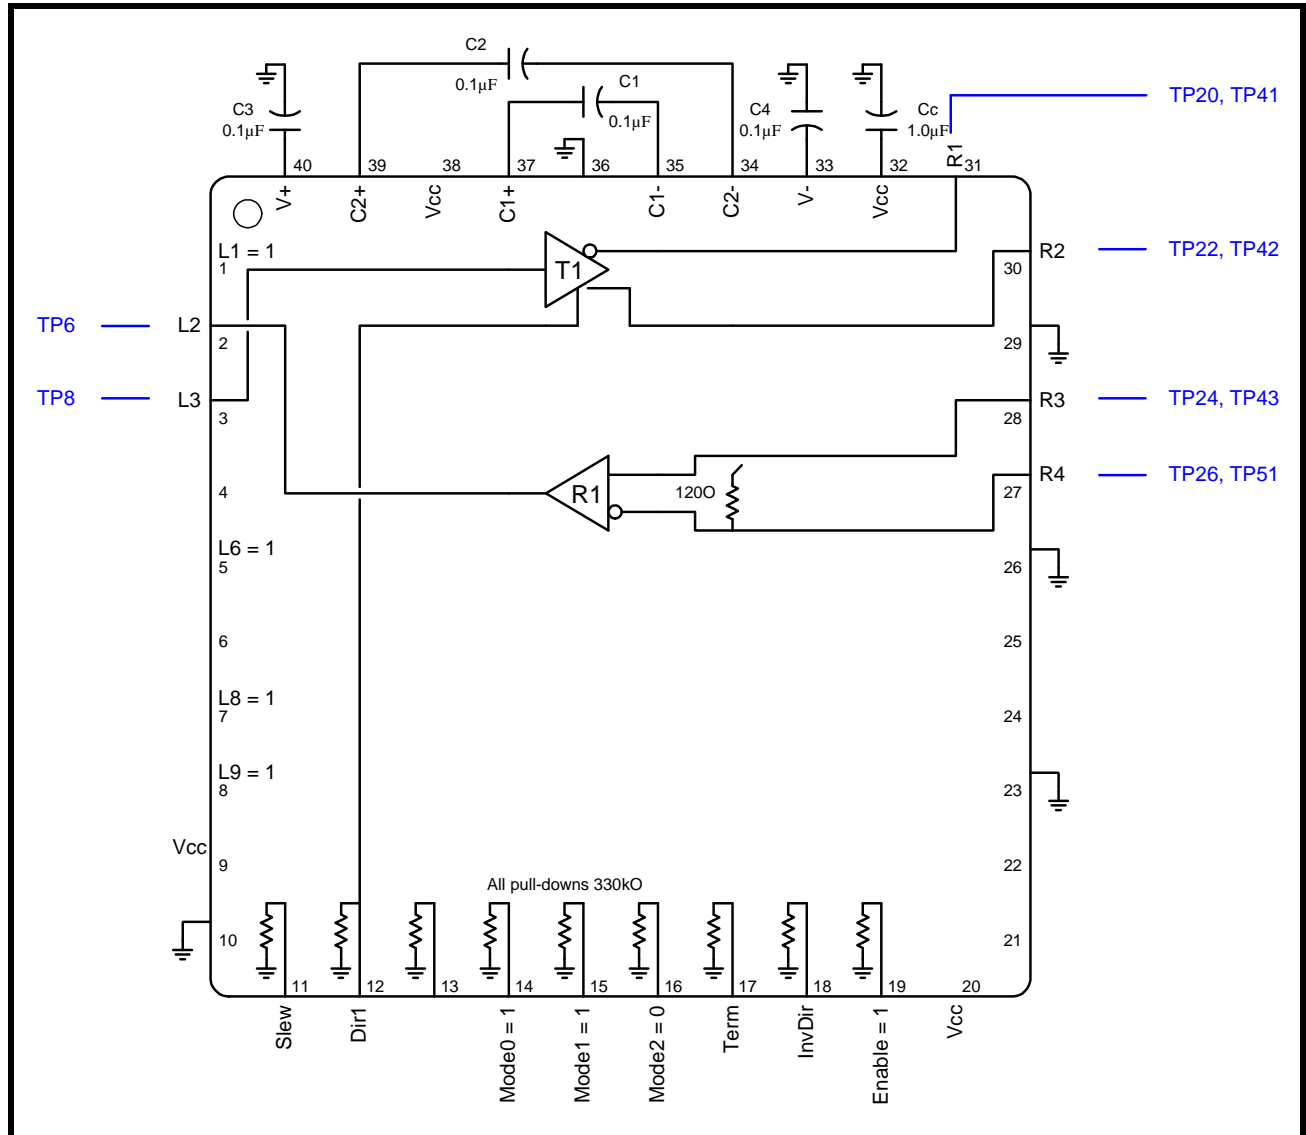 C2
0.1µF
C1
0.1µF
C3
0.1µF
C4
0.1µF
Cc
1.0µF
TP20, TP41
R1
40
39
38
37
36
35
34
33
32
31
V+
C2+
Vcc
C1+
C1-
C2-
V-
Vcc
L1 = 1
1
T1
30
R2
TP22, TP42
TP6
L2
2
29
TP8
L3
3
28
R3
TP24, TP43
4
R1
120O
27
R4
TP26, TP51
L6 = 1
5
26
6
25
L8 = 1
7
24
L9 = 1
8
23
Vcc
9
22
All pull-downs 330kO
10
21
11
12
13
14
15
16
17
18
19
20
Slew
Dir1
Mode0 = 1
Mode1 = 1
Mode2 = 0
Term
InvDir
Enable = 1
Vcc